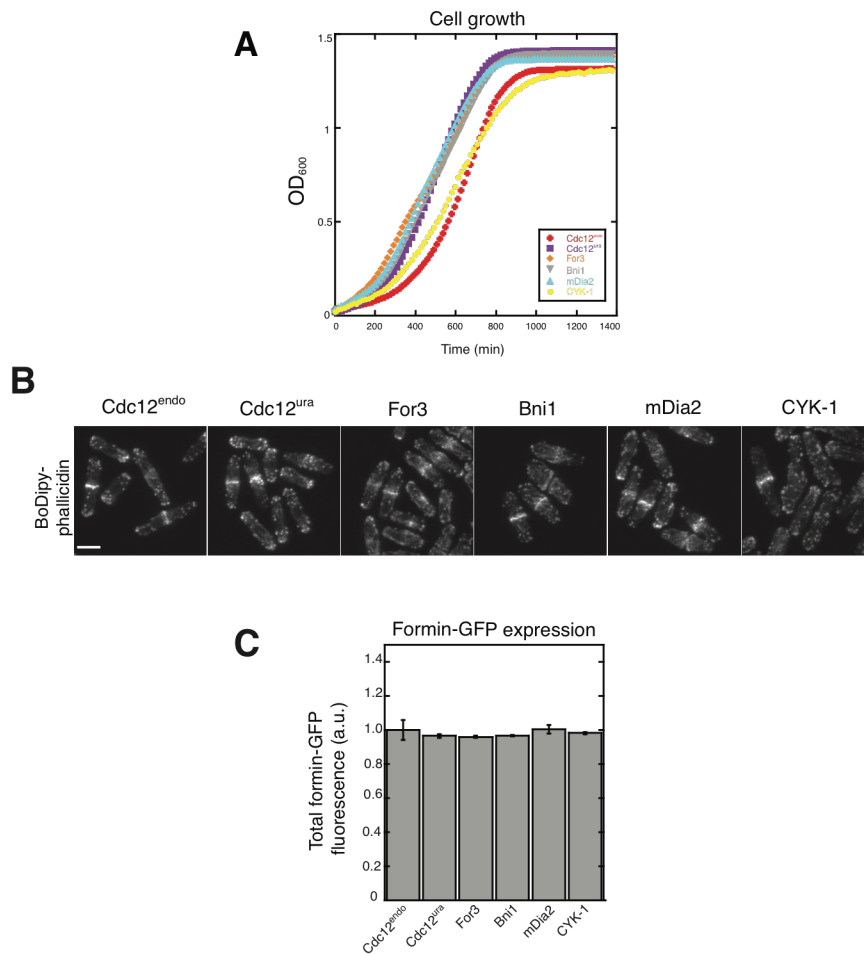 A
Cell growth
OD600
1.5
1
0.5
0
0 200 400 600 800 1000 1200 1400
Time (min)
Cdc12endo
Cdc12ura
For3
Bni1
mDia2
CYK-1
B
Cdc12endo Cdc12ura For3 Bni1 mDia2 CYK-1
BoDipy-
phallicidin
C
Formin-GFP expression
Total formin-GFP
fluorescence (a.u.)
1.4
1.2
1.0
0.8
0.6
0.4
0.2
0
Cdc12endo Cdc12ura For3 Bni1 mDia2 CYK-1